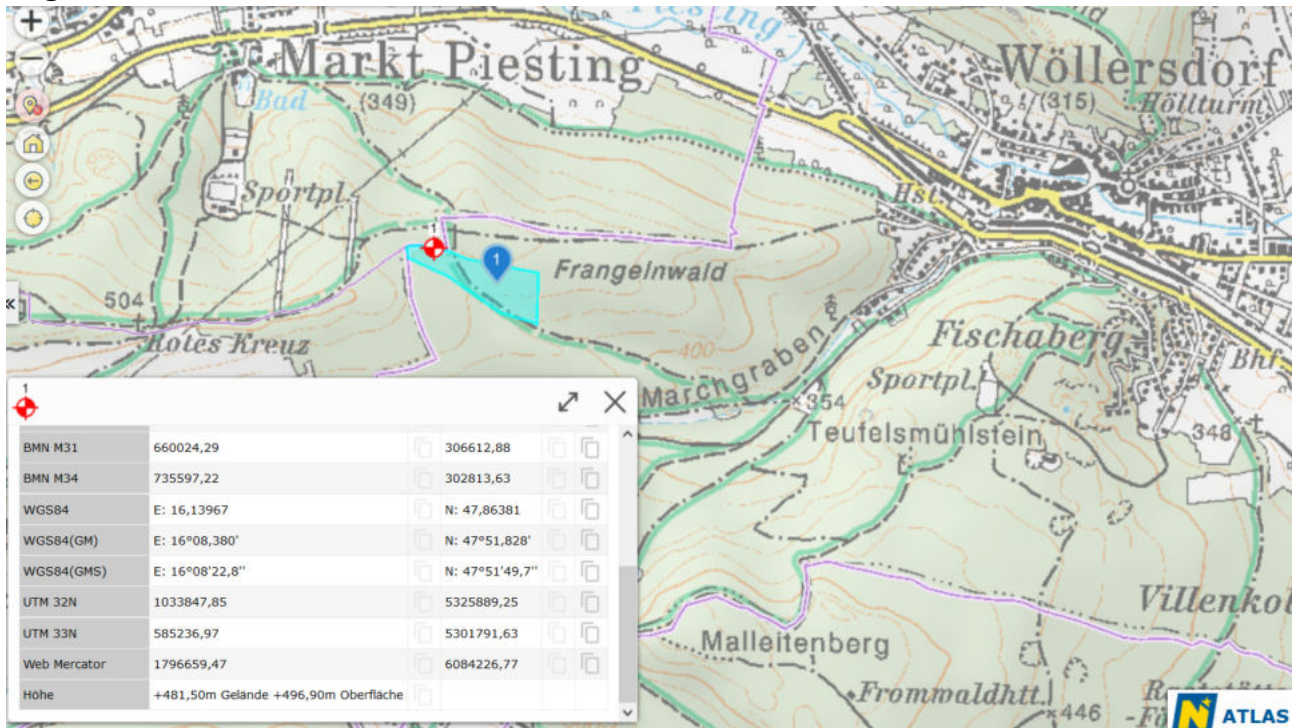 Piesting
Markt Piesting
Wöllersdorf
Bad
(349)
(315)
Höllturm
Sportpl.
Hst.
1
1
Frangelnwald
«
504
Rotes Kreuz
400
Fischaberg
Bhf
Marchgraben
Sportpl.
354
Teufelsmühlstein
348
1
BMN M31 660024,29 306612,88
BMN M34 735597,22 302813,63
WGS84 E: 16,13967 N: 47,86381
WGS84(GM) E: 16°08,380' N: 47°51,828'
WGS84(GMS) E: 16°08'22,8'' N: 47°51'49,7''
UTM 32N 1033847,85 5325889,25
UTM 33N 585236,97 5301791,63
Web Mercator 1796659,47 6084226,77
Höhe +481,50m Gelände +496,90m Oberfläche
Villenkol
Malleitenberg
Frommaldhtt.
446
N ATLAS